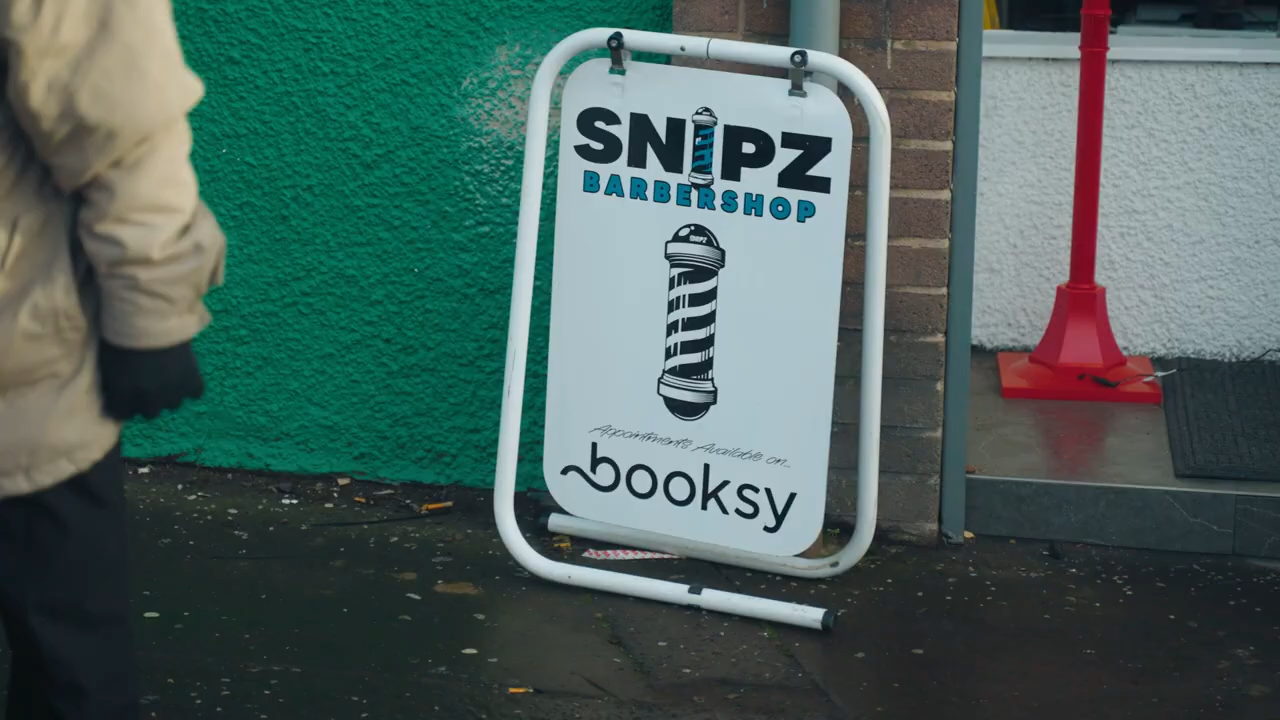 SNIPZ
BARBERSHOP
SNIPZ
Appointments Available on...
booksy